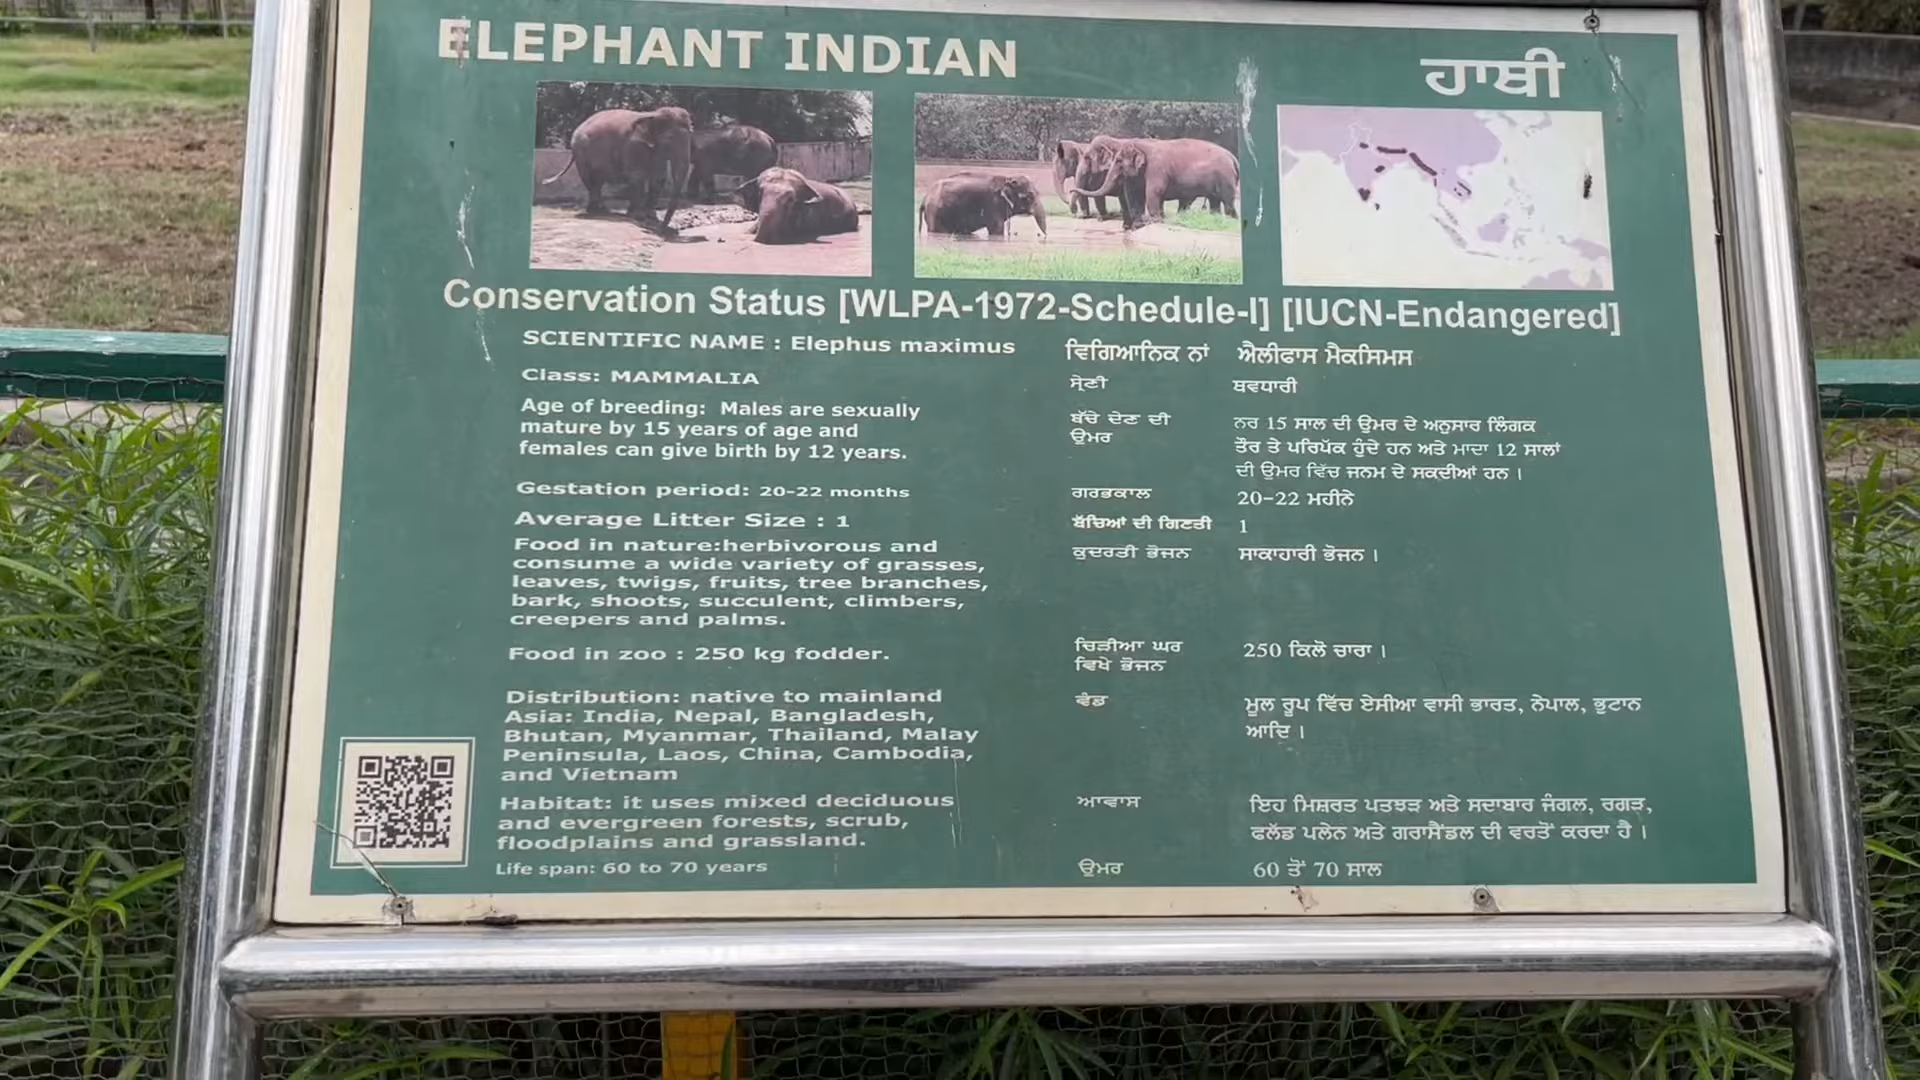 ELEPHANT INDIAN
ਹਾਥੀ
Conservation Status [WLPA-1972-Schedule-I] [IUCN-Endangered]
SCIENTIFIC NAME : Elephus maximus
Class: MAMMALIA
Age of breeding: Males are sexually
mature by 15 years of age and
females can give birth by 12 years.
Gestation period: 20-22 months
Average Litter Size : 1
Food in nature:herbivorous and
consume a wide variety of grasses,
leaves, twigs, fruits, tree branches,
bark, shoots, succulent, climbers,
creepers and palms.
Food in zoo : 250 kg fodder.
Distribution: native to mainland
Asia: India, Nepal, Bangladesh,
Bhutan, Myanmar, Thailand, Malay
Peninsula, Laos, China, Cambodia,
and Vietnam
Habitat: it uses mixed deciduous
and evergreen forests, scrub,
floodplains and grassland.
Life span: 60 to 70 years
ਵਿਗਿਆਨਿਕ ਨਾਂ ਐਲੀਫਾਸ ਮੈਕਸਿਮਸ
ਸ੍ਰੇਣੀ ਥਵਧਾਰੀ
ਬੱਚੇ ਦੇਣ ਦੀ
ਉਮਰ
ਨਰ 15 ਸਾਲ ਦੀ ਉਮਰ ਦੇ ਅਨੁਸਾਰ ਲਿੰਗਕ
ਤੌਰ ਤੇ ਪਰਿਪੱਕ ਹੁੰਦੇ ਹਨ ਅਤੇ ਮਾਦਾ 12 ਸਾਲਾਂ
ਦੀ ਉਮਰ ਵਿੱਚ ਜਨਮ ਦੇ ਸਕਦੀਆਂ ਹਨ ।
ਗਰਭਕਾਲ 20-22 ਮਹੀਨੇ
ਬੱਚਿਆਂ ਦੀ ਗਿਣਤੀ 1
ਕੁਦਰਤੀ ਭੋਜਨ ਸਾਕਾਹਾਰੀ ਭੋਜਨ ।
ਚਿੜੀਆ ਘਰ
ਵਿਖੇ ਭੋਜਨ
250 ਕਿਲੋ ਚਾਰਾ ।
ਵੰਡ
ਮੂਲ ਰੂਪ ਵਿੱਚ ਏਸੀਆ ਵਾਸੀ ਭਾਰਤ, ਨੇਪਾਲ, ਭੁਟਾਨ
ਆਦਿ ।
ਆਵਾਸ
ਇਹ ਮਿਸ਼ਰਤ ਪਤਝੜ ਅਤੇ ਸਦਾਬਾਰ ਜੰਗਲ, ਰਗੜ,
ਫਲੱਡ ਪਲੇਨ ਅਤੇ ਗਰਾਸੈਂਡਲ ਦੀ ਵਰਤੋਂ ਕਰਦਾ ਹੈ ।
ਉਮਰ 60 ਤੋਂ 70 ਸਾਲ